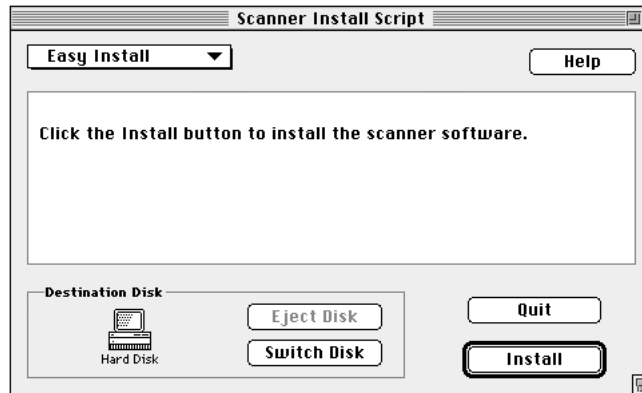 Scanner Install Script
Easy Install
Help
Click the Install button to install the scanner software.
Destination Disk
Hard Disk
Eject Disk
Switch Disk
Quit
Install